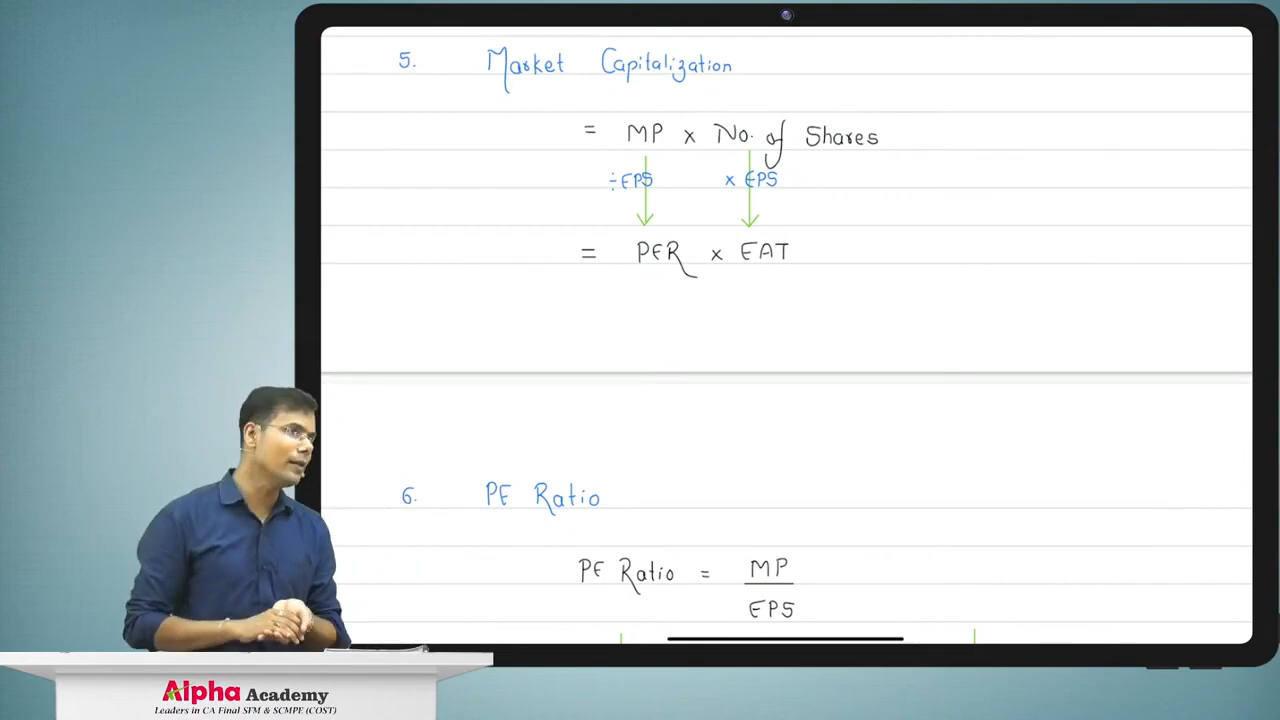 5. Market Capitalization
= MP x No. of Shares
÷EPS x EPS
= PER x EAT
6. PE Ratio
PE Ratio = MP
EPS
Alpha Academy
Leaders in CA Final SFM & SCMPE (COST)